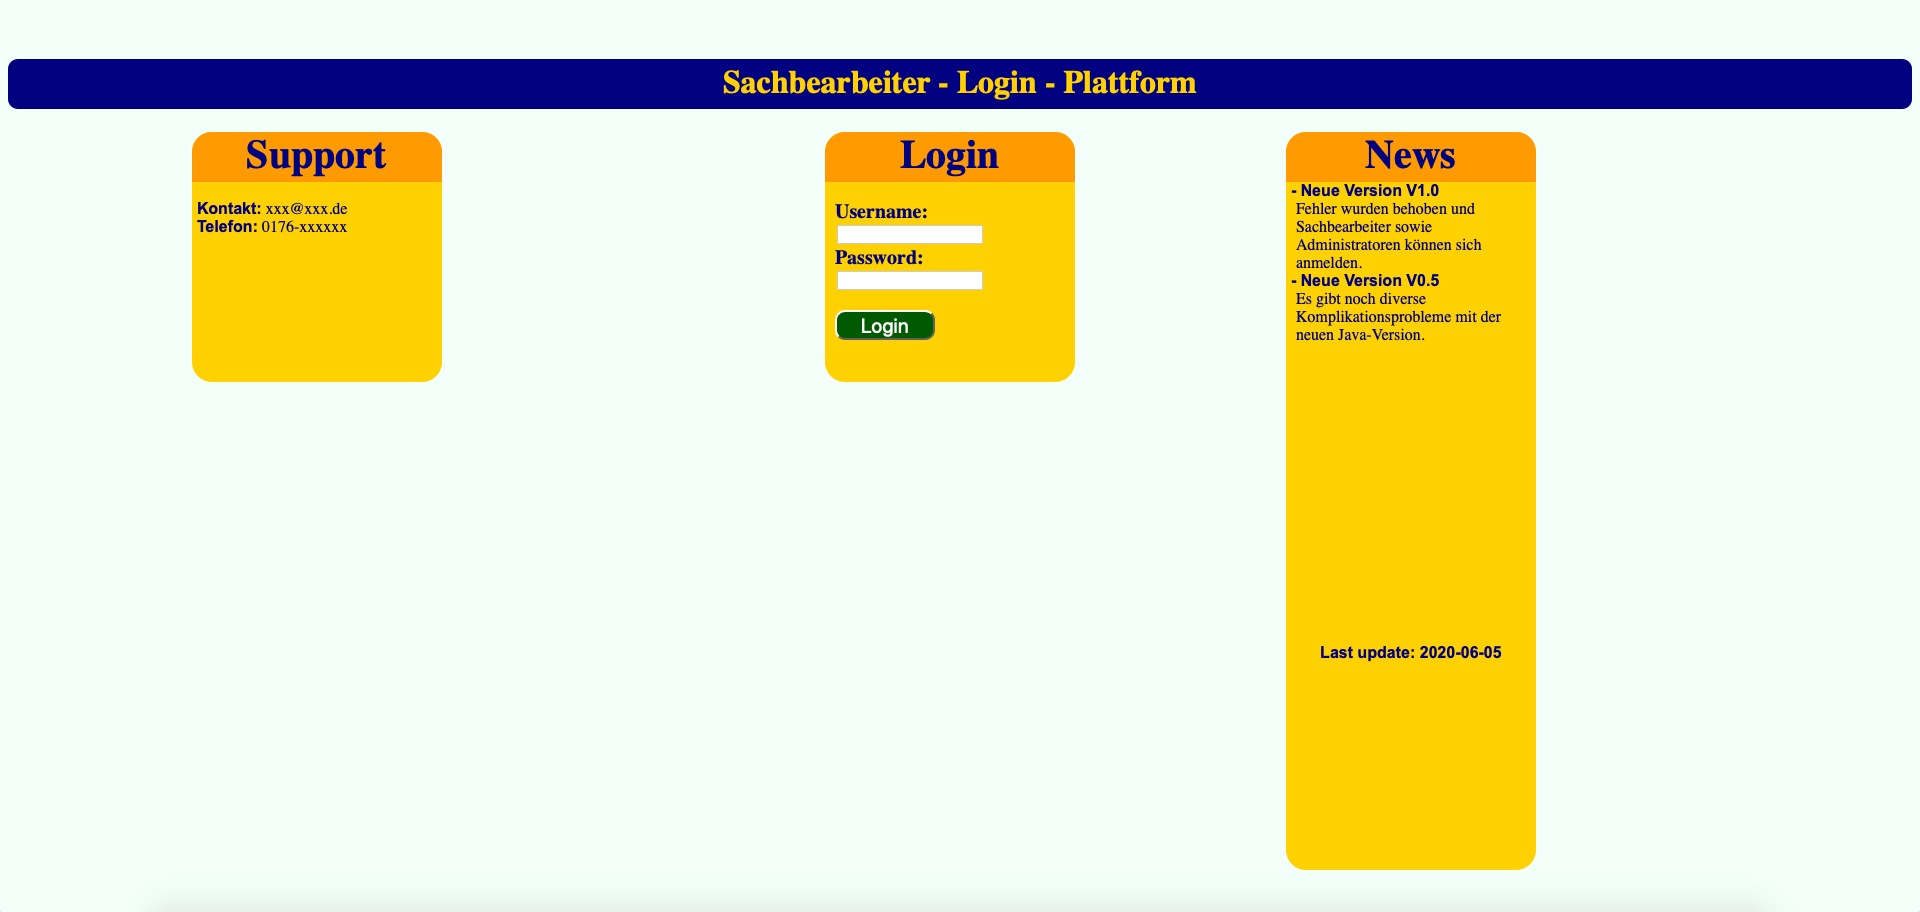 Sachbearbeiter - Login - Plattform
Support
Kontakt: xxx@xxx.de
Telefon: 0176-xxxxxx
Login
Username:
Password:
Login
News
- Neue Version V1.0
Fehler wurden behoben und
Sachbearbeiter sowie
Administratoren können sich
anmelden.
- Neue Version V0.5
Es gibt noch diverse
Komplikationsprobleme mit der
neuen Java-Version.
Last update: 2020-06-05